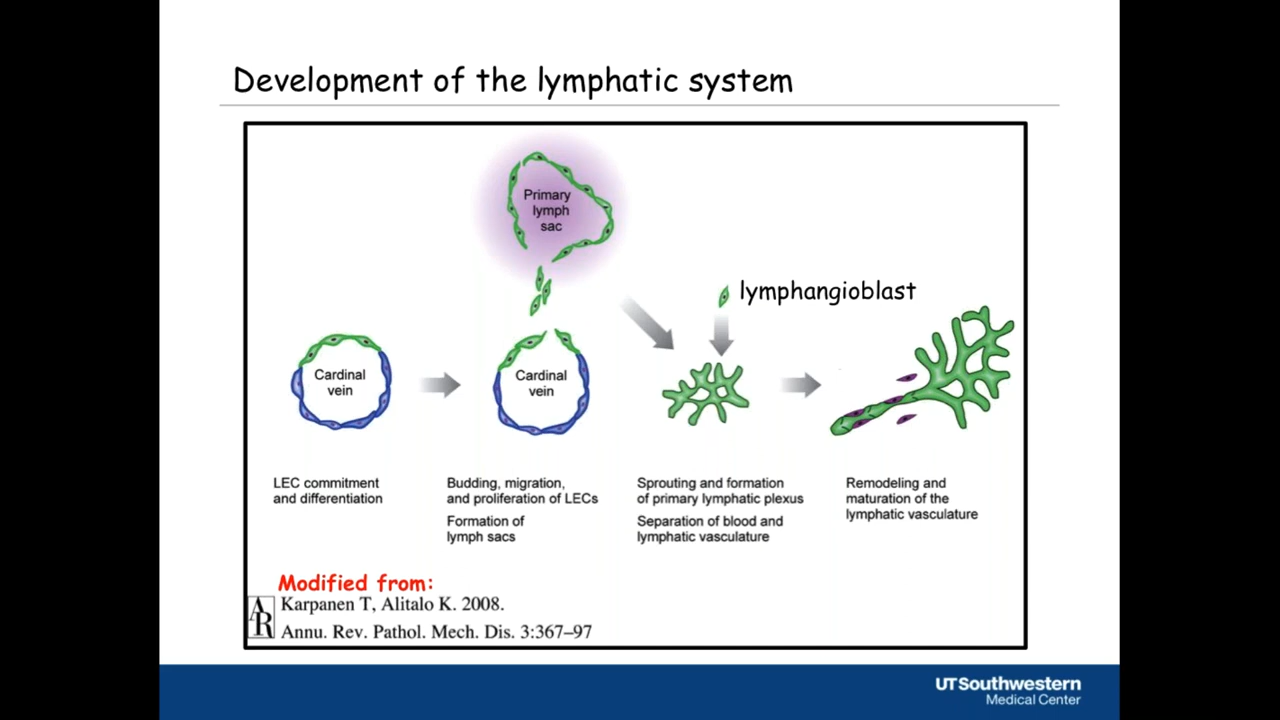 Development of the lymphatic system
Primary
lymph
sac
lymphangioblast
Cardinal
vein
Cardinal
vein
LEC commitment
and differentiation
Budding, migration,
and proliferation of LECs
Formation of
lymph sacs
Sprouting and formation
of primary lymphatic plexus
Separation of blood and
lymphatic vasculature
Remodeling and
maturation of the
lymphatic vasculature
Modified from:
AR
Karpanen T, Alitalo K. 2008.
Annu. Rev. Pathol. Mech. Dis. 3:367–97
UTSouthwestern
Medical Center